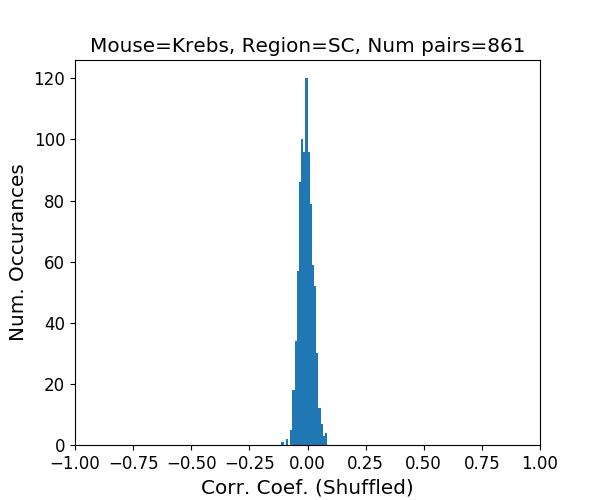 Mouse=Krebs, Region=SC, Num pairs=861
120
100
80
60
40
20
0
Num. Occurances
−1.00 −0.75 −0.50 −0.25 0.00 0.25 0.50 0.75 1.00
Corr. Coef. (Shuffled)